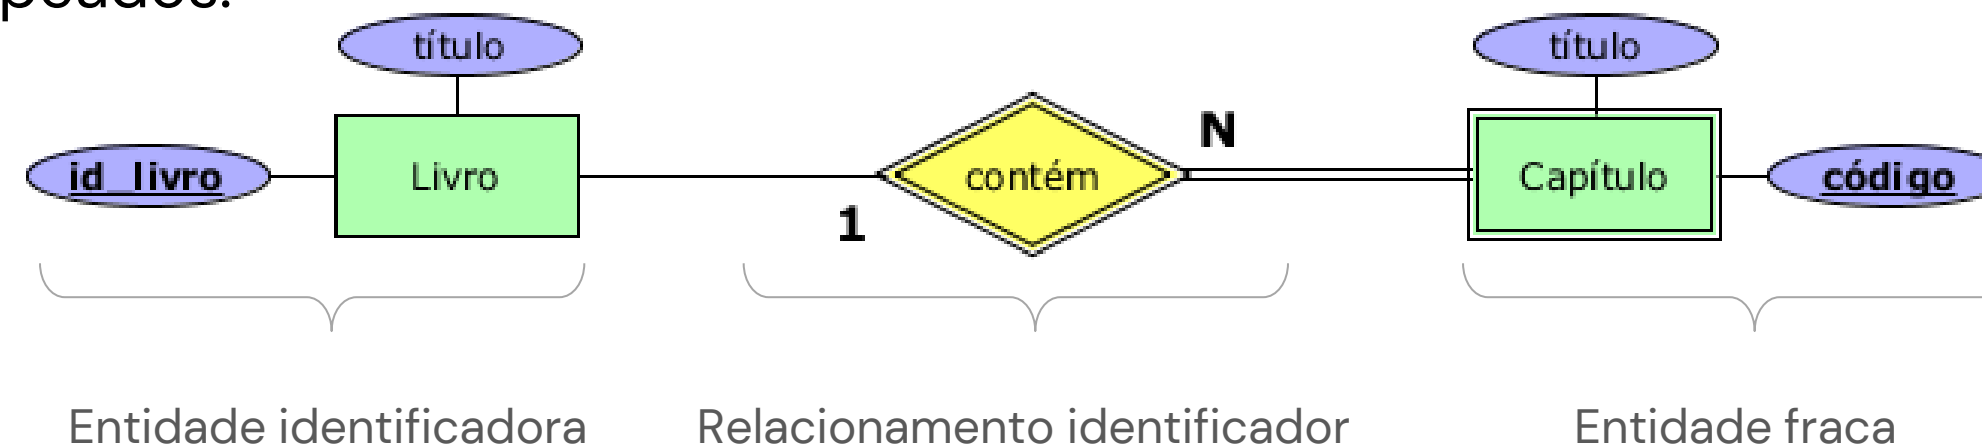 título
título
id_livro
Livro
contém
N
Capítulo
código
1
Entidade identificadora
Relacionamento identificador
Entidade fraca